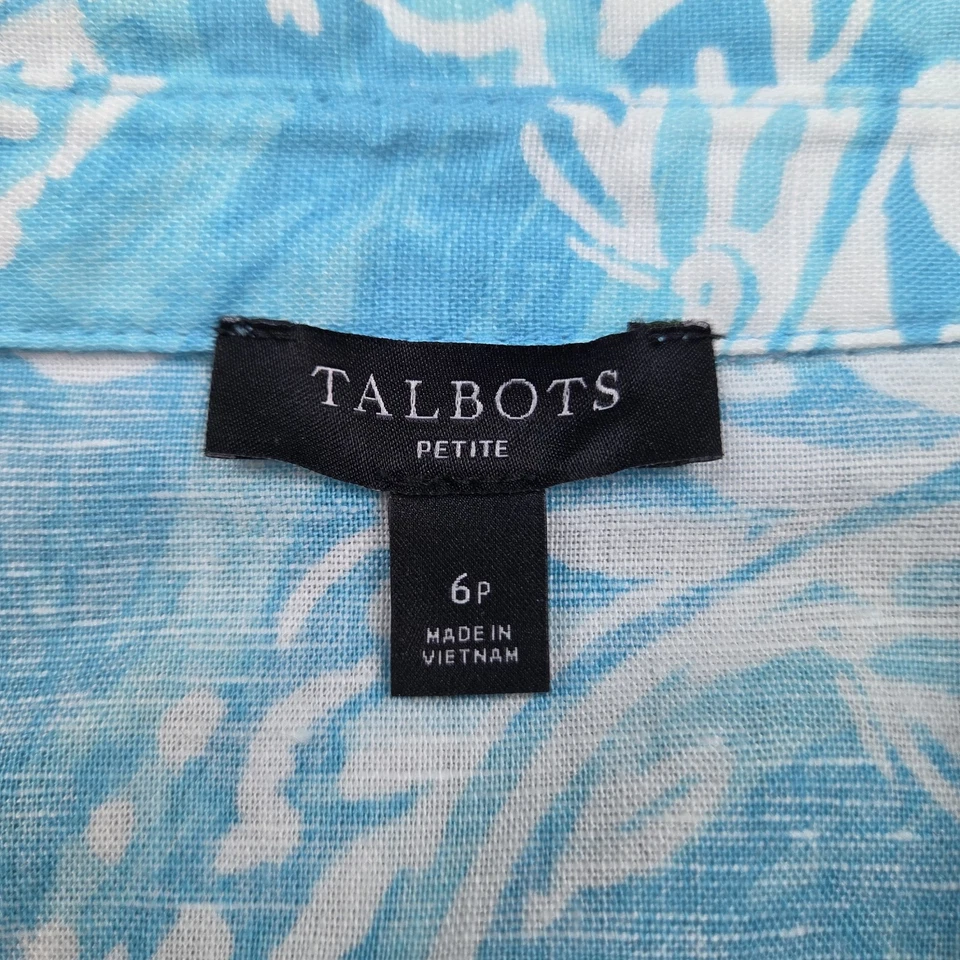 TALBOTS
PETITE
6P
MADE IN
VIETNAM